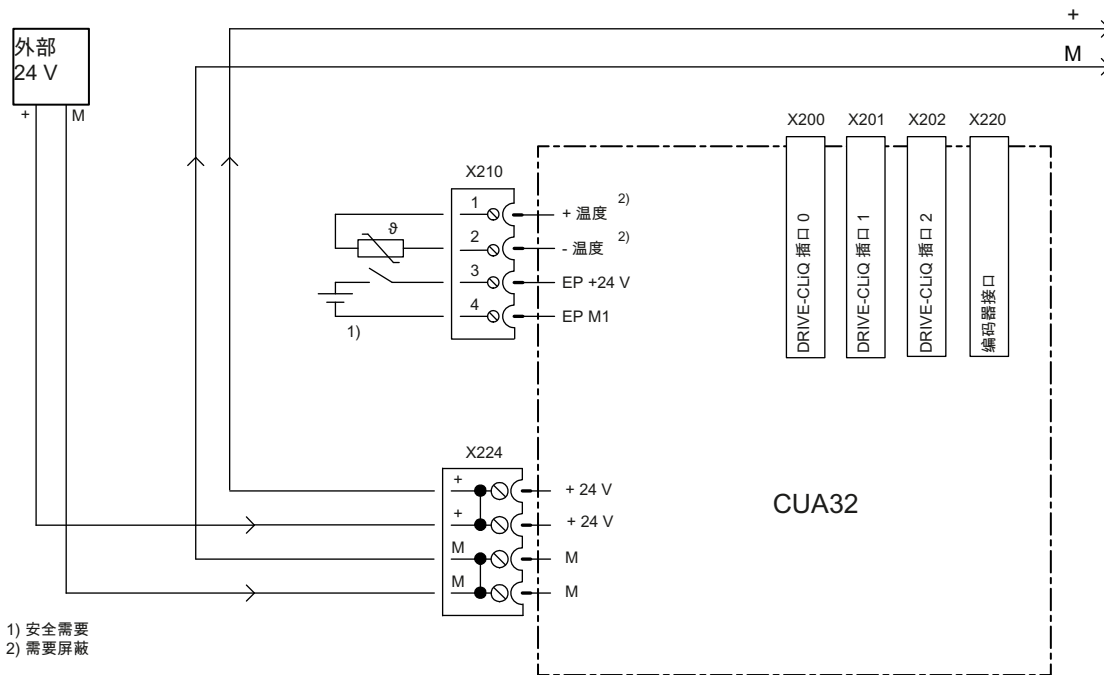 +
M
外部
24 V
+ M
X200 X201 X202 X220
DRIVE-CLiQ 插口 0
DRIVE-CLiQ 插口 1
DRIVE-CLiQ 插口 2
编码器接口
X210
1 + 温度 2)
ϑ
2 - 温度 2)
3 EP +24 V
4 EP M1
1)
X224
+ + 24 V
+ + 24 V
M M
M M
CUA32
1) 安全需要
2) 需要屏蔽